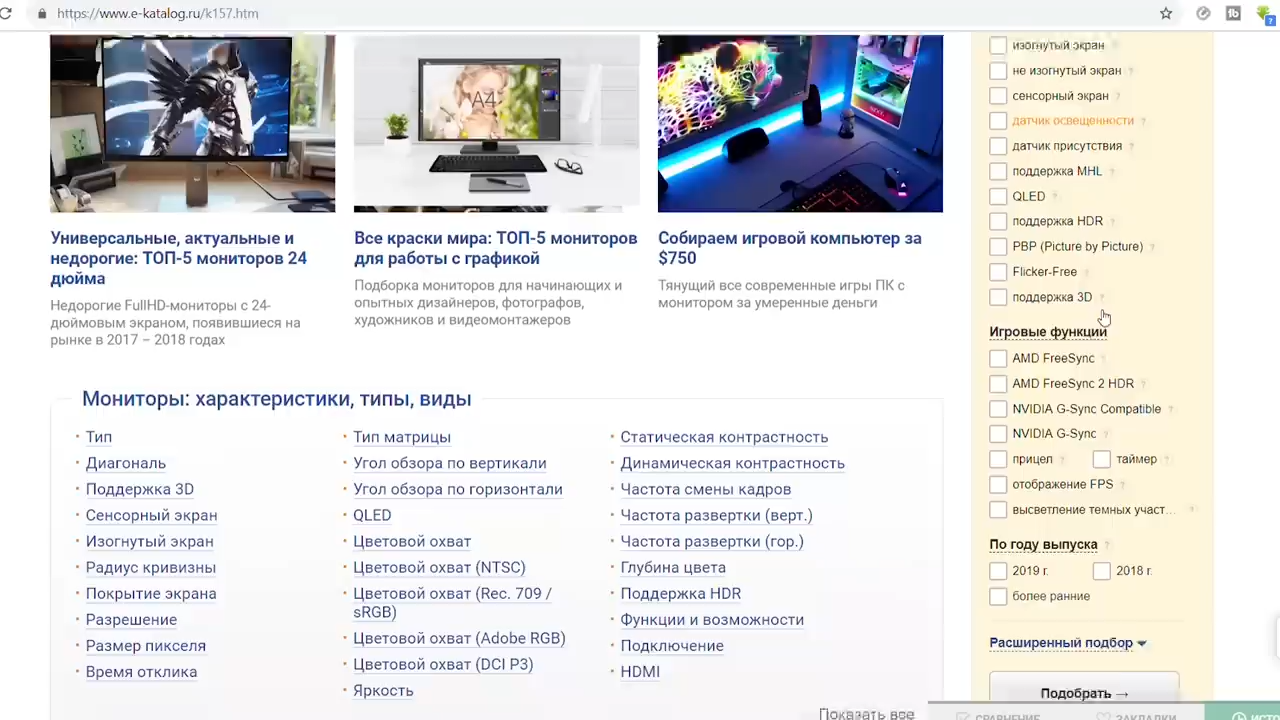 https://www.e-katalog.ru/k157.htm
A4
Универсальные, актуальные и
недорогие: ТОП-5 мониторов 24
дюйма
Недорогие FullHD-мониторы с 24-
дюймовым экраном, появившиеся на
рынке в 2017 – 2018 годах
Все краски мира: ТОП-5 мониторов
для работы с графикой
Подборка мониторов для начинающих и
опытных дизайнеров, фотографов,
художников и видеомонтажеров
Собираем игровой компьютер за
$750
Тянущий все современные игры ПК с
монитором за умеренные деньги
Мониторы: характеристики, типы, виды
Тип
Диагональ
Поддержка 3D
Сенсорный экран
Изогнутый экран
Радиус кривизны
Покрытие экрана
Разрешение
Размер пикселя
Время отклика
Тип матрицы
Угол обзора по вертикали
Угол обзора по горизонтали
QLED
Цветовой охват
Цветовой охват (NTSC)
Цветовой охват (Rec. 709 /
sRGB)
Цветовой охват (Adobe RGB)
Цветовой охват (DCI P3)
Яркость
Статическая контрастность
Динамическая контрастность
Частота смены кадров
Частота развертки (верт.)
Частота развертки (гор.)
Глубина цвета
Поддержка HDR
Функции и возможности
Подключение
HDMI
Показать все
изогнутый экран
не изогнутый экран ?
сенсорный экран ?
датчик освещенности ?
датчик присутствия ?
поддержка MHL ?
QLED ?
поддержка HDR ?
PBP (Picture by Picture) ?
Flicker-Free ?
поддержка 3D ?
Игровые функции
AMD FreeSync ?
AMD FreeSync 2 HDR ?
NVIDIA G-Sync Compatible ?
NVIDIA G-Sync ?
прицел ? таймер ?
отображение FPS ?
высветление темных участ... ?
По году выпуска ?
2019 г. 2018 г.
более ранние
Расширенный подбор
Подобрать →
СРАВНЕНИЕ ЗАКЛАДКИ